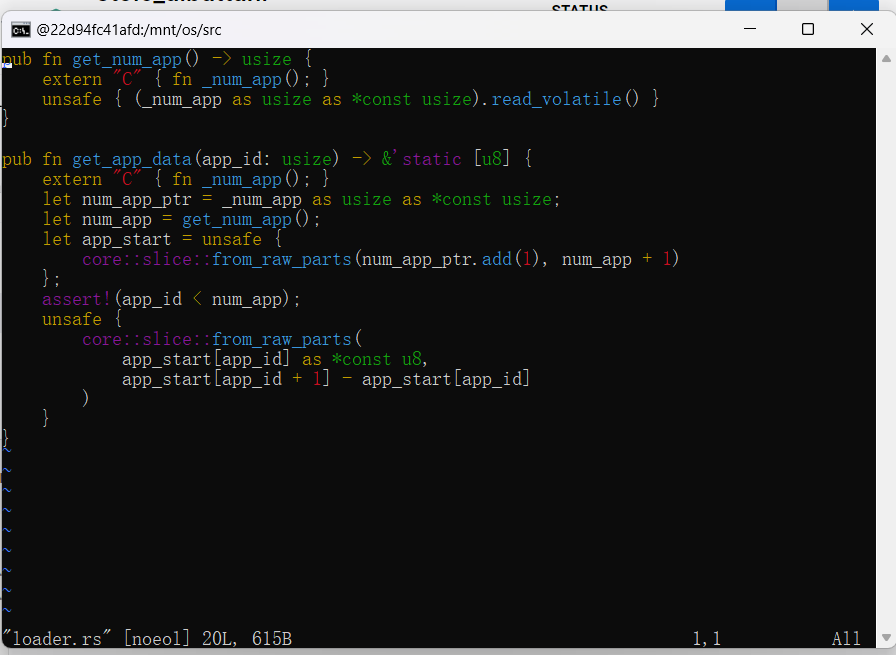 STATUS
@22d94fc41afd:/mnt/os/src
pub fn get_num_app() -> usize {
    extern "C" { fn _num_app(); }
    unsafe { (_num_app as usize as *const usize).read_volatile() }
}
pub fn get_app_data(app_id: usize) -> &'static [u8] {
    extern "C" { fn _num_app(); }
    let num_app_ptr = _num_app as usize as *const usize;
    let num_app = get_num_app();
    let app_start = unsafe {
        core::slice::from_raw_parts(num_app_ptr.add(1), num_app + 1)
    };
    assert!(app_id < num_app);
    unsafe {
        core::slice::from_raw_parts(
            app_start[app_id] as *const u8,
            app_start[app_id + 1] - app_start[app_id]
        )
    }
}
~
~
~
~
~
~
~
~
~
"loader.rs" [noeol] 20L, 615B 1,1 All